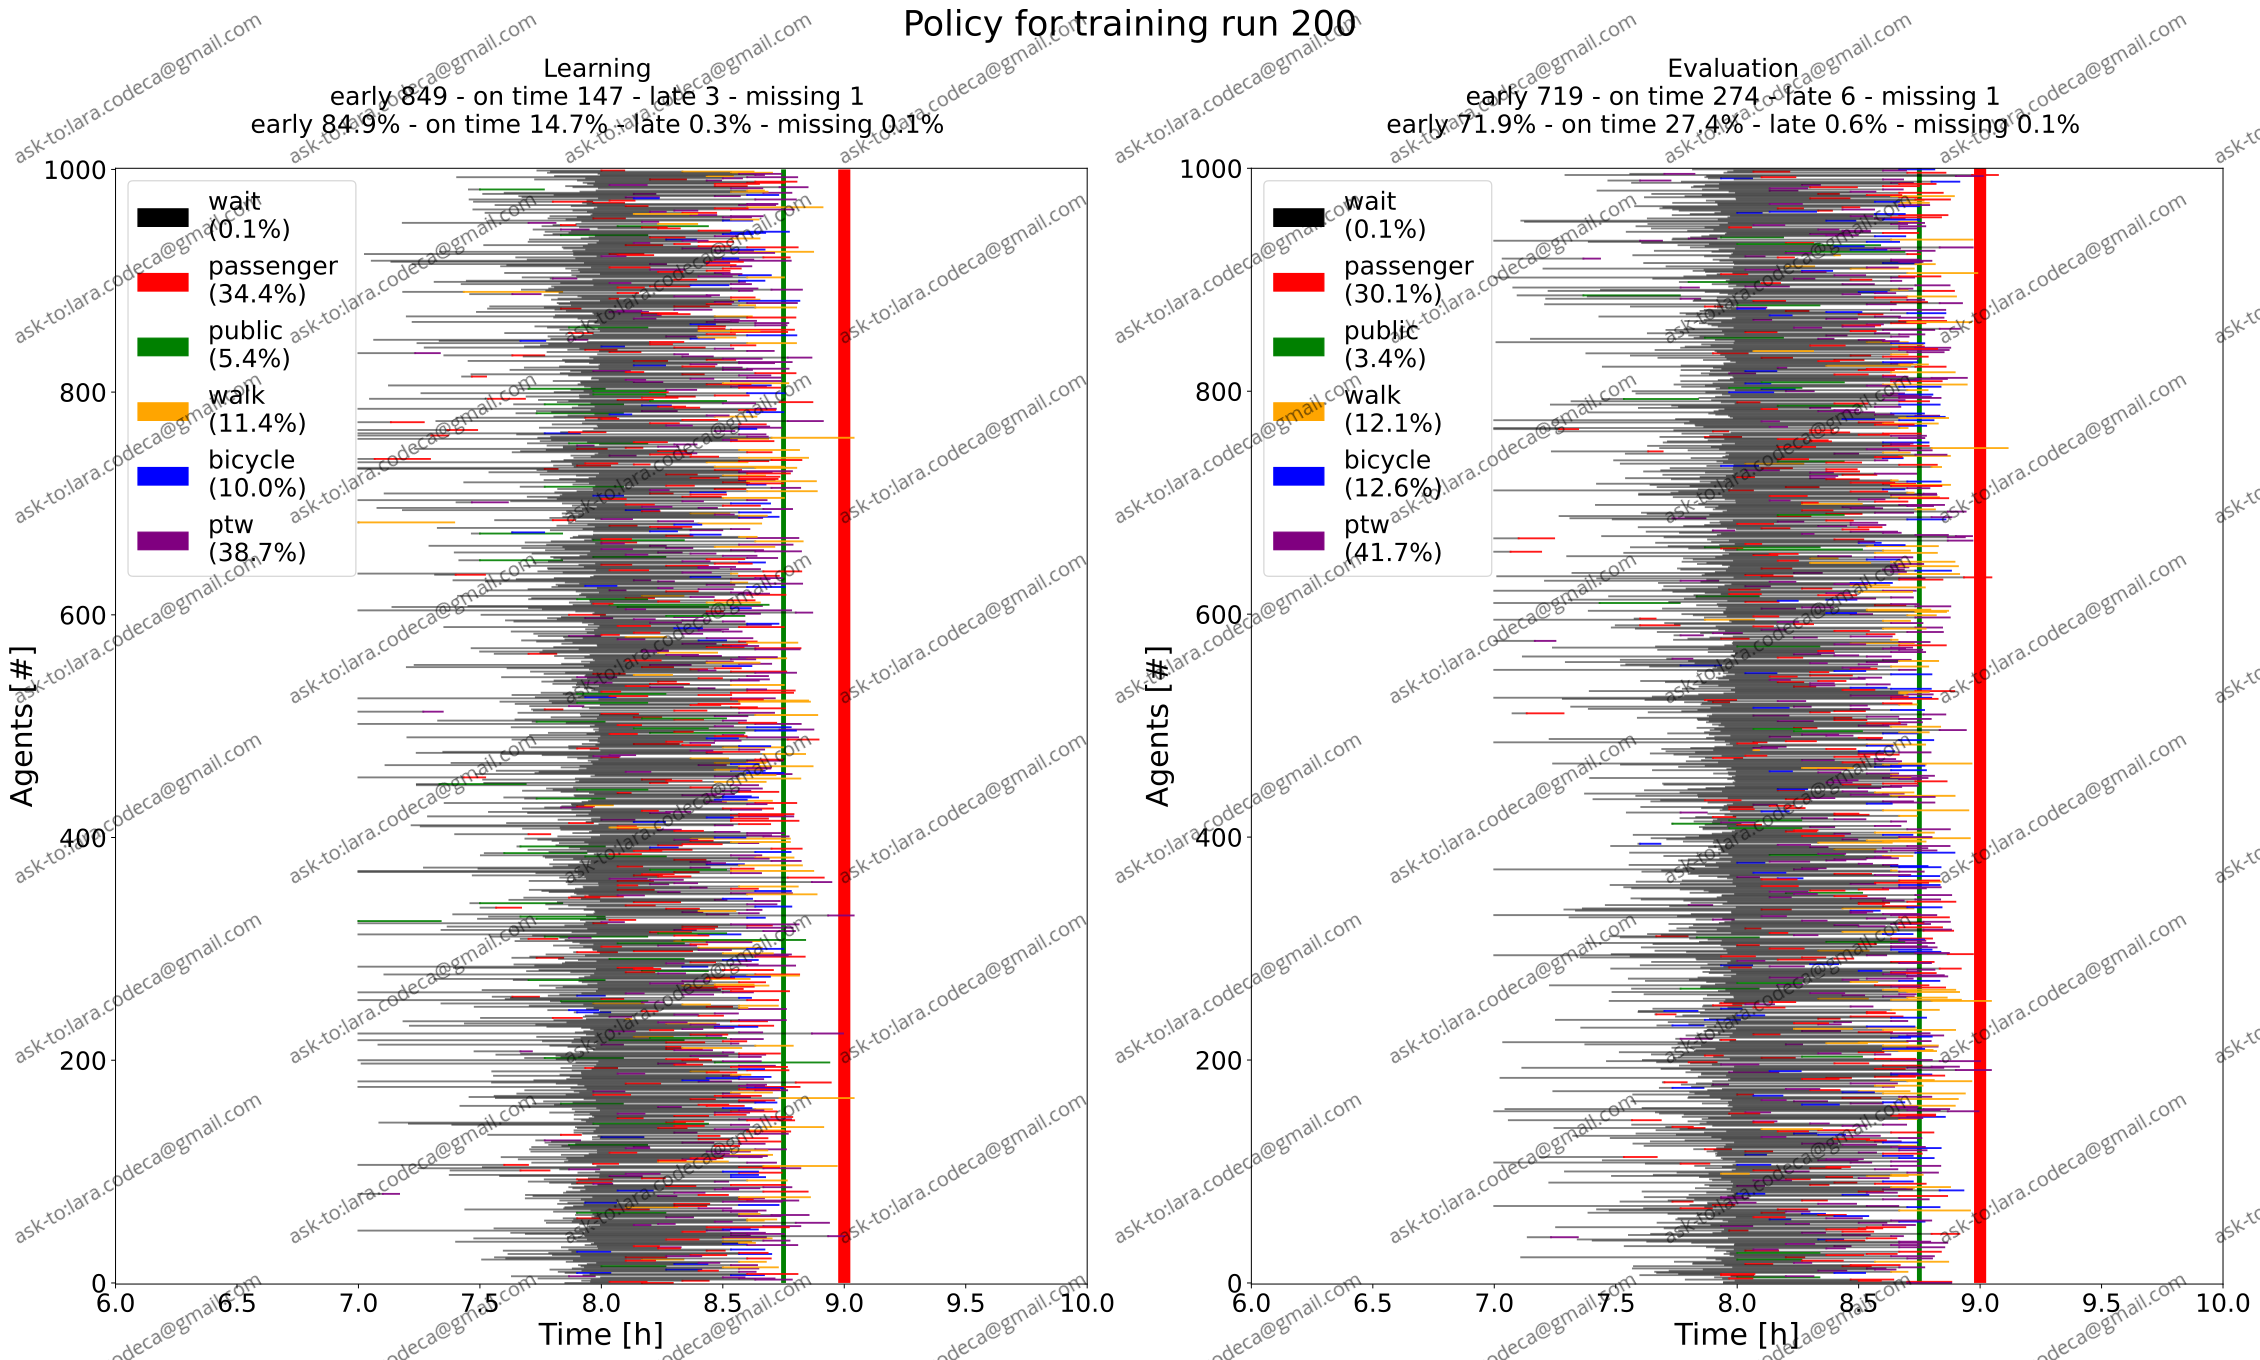 Policy for training run 200
Learning
early 849 - on time 147 - late 3 - missing 1
early 84.9% - on time 14.7% - late 0.3% - missing 0.1%
1000
800
600
400
200
0
Agents [#]
wait
(0.1%)
passenger
(34.4%)
public
(5.4%)
walk
(11.4%)
bicycle
(10.0%)
ptw
(38.7%)
6.0 6.5 7.0 7.5 8.0 8.5 9.0 9.5 10.0
Time [h]
Evaluation
early 719 - on time 274 - late 6 - missing 1
early 71.9% - on time 27.4% - late 0.6% - missing 0.1%
1000
800
600
400
200
0
Agents [#]
wait
(0.1%)
passenger
(30.1%)
public
(3.4%)
walk
(12.1%)
bicycle
(12.6%)
ptw
(41.7%)
6.0 6.5 7.0 7.5 8.0 8.5 9.0 9.5 10.0
Time [h]
ask-to:lara.codeca@gmail.com